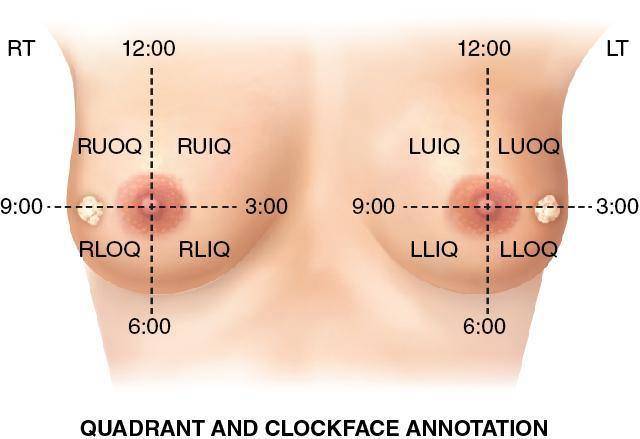 RT 12:00 12:00 LT
RUOQ RUIQ LUIQ LUOQ
9:00 3:00 9:00 3:00
RLOQ RLIQ LLIQ LLOQ
6:00 6:00
QUADRANT AND CLOCKFACE ANNOTATION